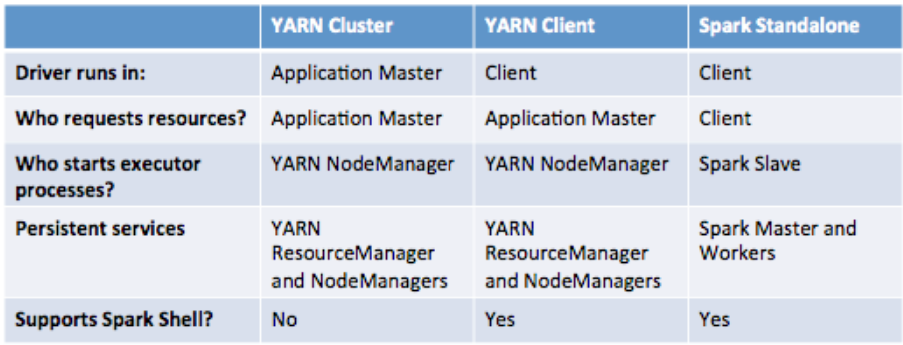 YARN Cluster YARN Client Spark Standalone
Driver runs in: Application Master Client Client
Who requests resources? Application Master Application Master Client
Who starts executor YARN NodeManager YARN NodeManager Spark Slave
processes?
Persistent services YARN YARN Spark Master and
ResourceManager ResourceManager Workers
and NodeManagers and NodeManagers
Supports Spark Shell? No Yes Yes